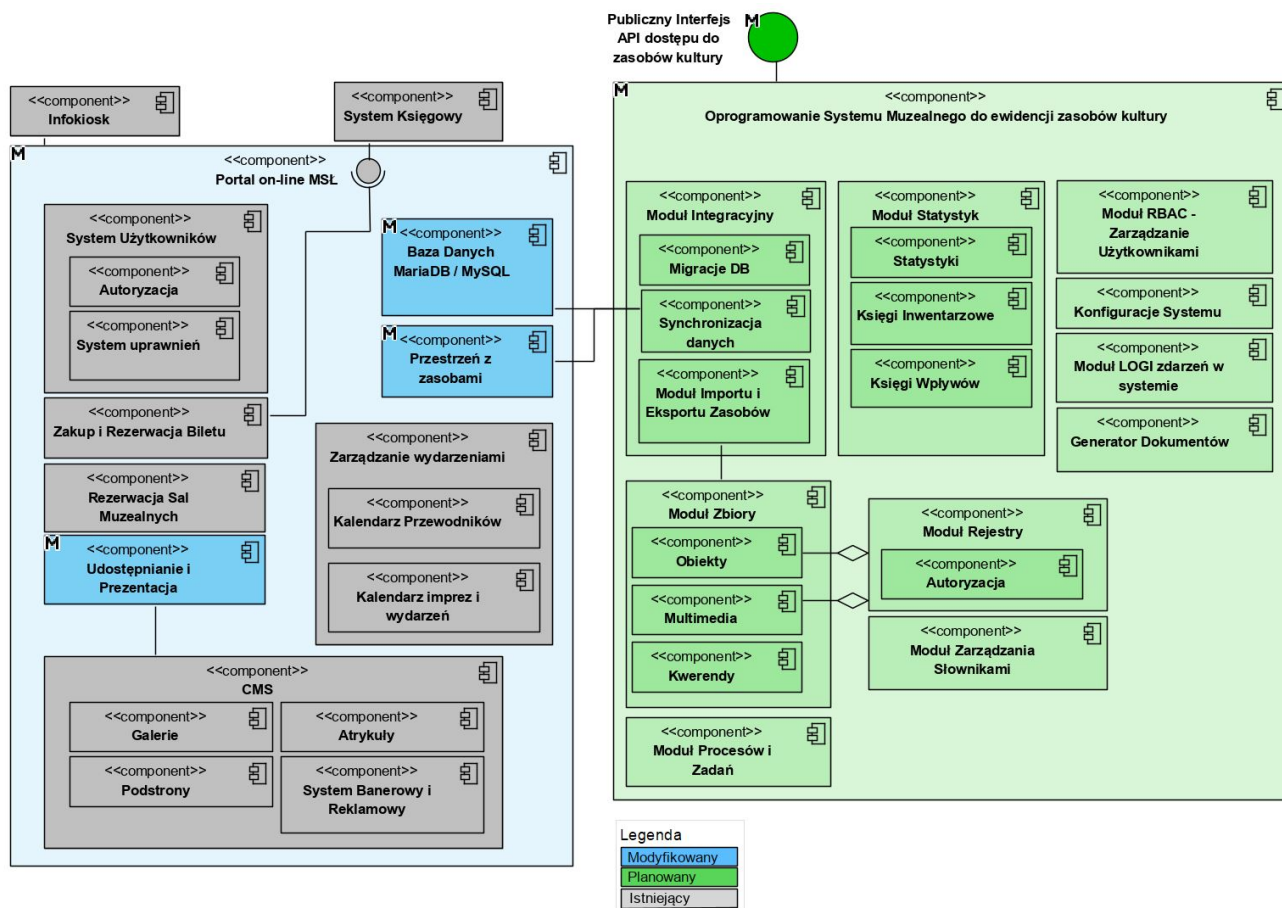 Publiczny Interfejs
API dostępu do
zasobów kultury
M
<<component>>
Infokiosk
<<component>>
System Księgowy
M
<<component>>
Portal on-line MSŁ
<<component>>
System Użytkowników
<<component>>
Autoryzacja
<<component>>
System uprawnień
<<component>>
Zakup i Rezerwacja Biletu
<<component>>
Rezerwacja Sal
Muzealnych
M
<<component>>
Udostępnianie i
Prezentacja
M
<<component>>
Baza Danych
MariaDB / MySQL
M
<<component>>
Przestrzeń z
zasobami
<<component>>
Zarządzanie wydarzeniami
<<component>>
Kalendarz Przewodników
<<component>>
Kalendarz imprez i
wydarzeń
<<component>>
CMS
<<component>>
Galerie
<<component>>
Atrykuły
<<component>>
Podstrony
<<component>>
System Banerowy i
Reklamowy
M
<<component>>
Oprogramowanie Systemu Muzealnego do ewidencji zasobów kultury
<<component>>
Moduł Integracyjny
<<component>>
Migracje DB
<<component>>
Synchronizacja
danych
<<component>>
Moduł Importu i
Eksportu Zasobów
<<component>>
Moduł Statystyk
<<component>>
Statystyki
<<component>>
Księgi Inwentarzowe
<<component>>
Księgi Wpływów
<<component>>
Moduł RBAC -
Zarządzanie
Użytkownikami
<<component>>
Konfiguracje Systemu
<<component>>
Moduł LOGI zdarzeń w
systemie
<<component>>
Generator Dokumentów
<<component>>
Moduł Zbiory
<<component>>
Obiekty
<<component>>
Multimedia
<<component>>
Kwerendy
<<component>>
Moduł Rejestry
<<component>>
Autoryzacja
<<component>>
Moduł Zarządzania
Słownikami
<<component>>
Moduł Procesów i
Zadań
Legenda
Modyfikowany
Planowany
Istniejący